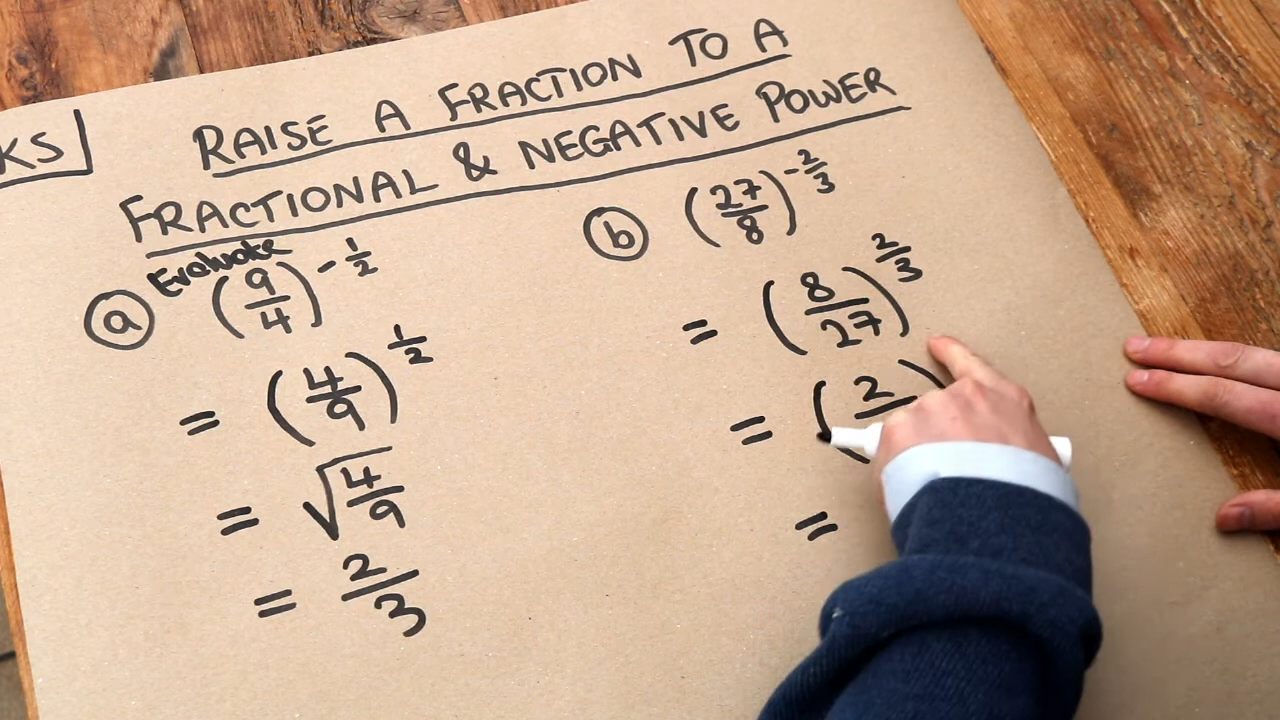 KS
RAISE A FRACTION TO A
FRACTIONAL & NEGATIVE POWER
Evaluate
ⓐ (9/4)^-1/2
= (4/9)^1/2
= √4/9
= 2/3
ⓑ (27/8)^-2/3
= (8/27)^2/3
= (2/
=